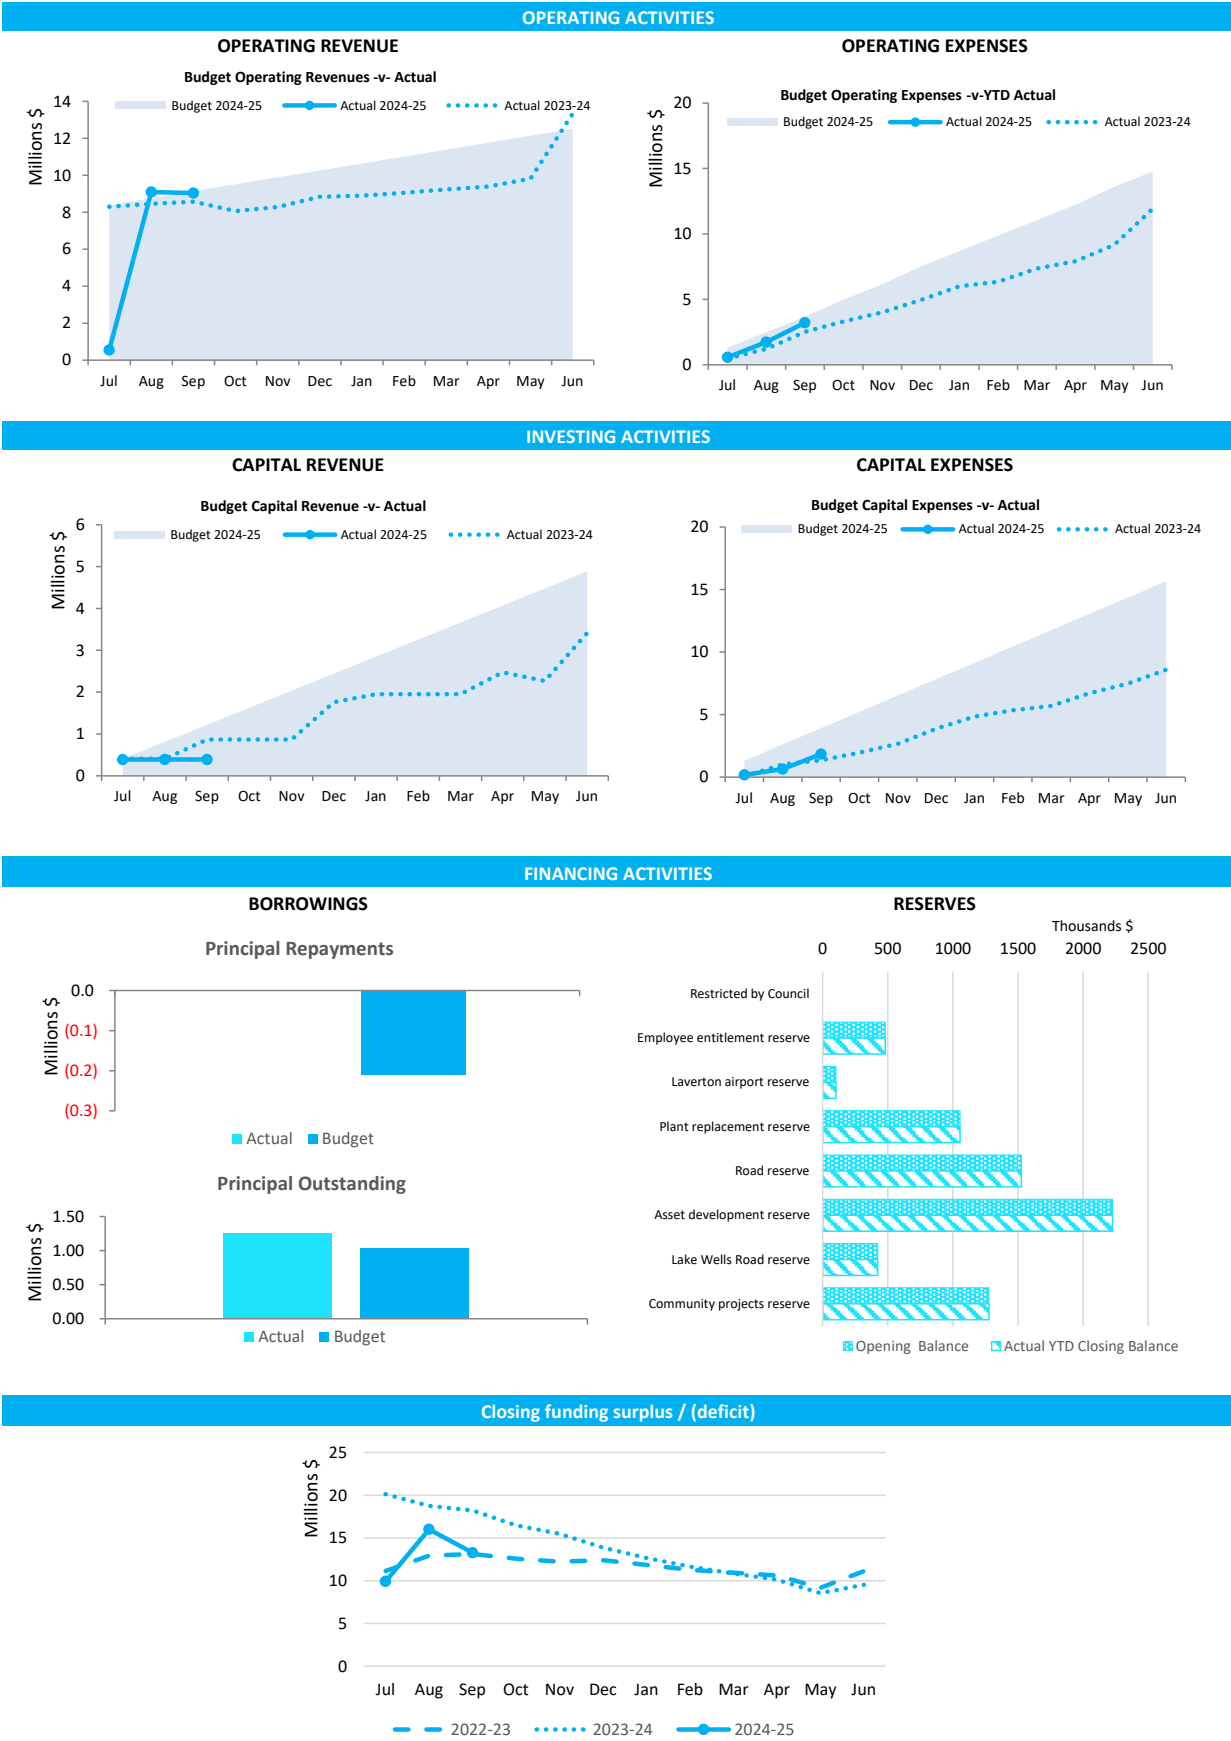 OPERATING ACTIVITIES
OPERATING REVENUE
Budget Operating Revenues -v- Actual
Budget 2024-25 Actual 2024-25 Actual 2023-24
Millions $
14
12
10
8
6
4
2
0
Jul Aug Sep Oct Nov Dec Jan Feb Mar Apr May Jun
OPERATING EXPENSES
Budget Operating Expenses -v-YTD Actual
Budget 2024-25 Actual 2024-25 Actual 2023-24
Millions $
20
15
10
5
0
Jul Aug Sep Oct Nov Dec Jan Feb Mar Apr May Jun
INVESTING ACTIVITIES
CAPITAL REVENUE
Budget Capital Revenue -v- Actual
Budget 2024-25 Actual 2024-25 Actual 2023-24
Millions $
6
5
4
3
2
1
0
Jul Aug Sep Oct Nov Dec Jan Feb Mar Apr May Jun
CAPITAL EXPENSES
Budget Capital Expenses -v- Actual
Budget 2024-25 Actual 2024-25 Actual 2023-24
20
15
10
5
0
Jul Aug Sep Oct Nov Dec Jan Feb Mar Apr May Jun
FINANCING ACTIVITIES
BORROWINGS
Principal Repayments
Millions $
0.0
(0.1)
(0.2)
(0.3)
Actual Budget
Principal Outstanding
Millions $
1.50
1.00
0.50
0.00
Actual Budget
RESERVES
Thousands $
0 500 1000 1500 2000 2500
Restricted by Council
Employee entitlement reserve
Laverton airport reserve
Plant replacement reserve
Road reserve
Asset development reserve
Lake Wells Road reserve
Community projects reserve
Opening Balance Actual YTD Closing Balance
Closing funding surplus / (deficit)
Millions $
25
20
15
10
5
0
Jul Aug Sep Oct Nov Dec Jan Feb Mar Apr May Jun
2022-23 2023-24 2024-25